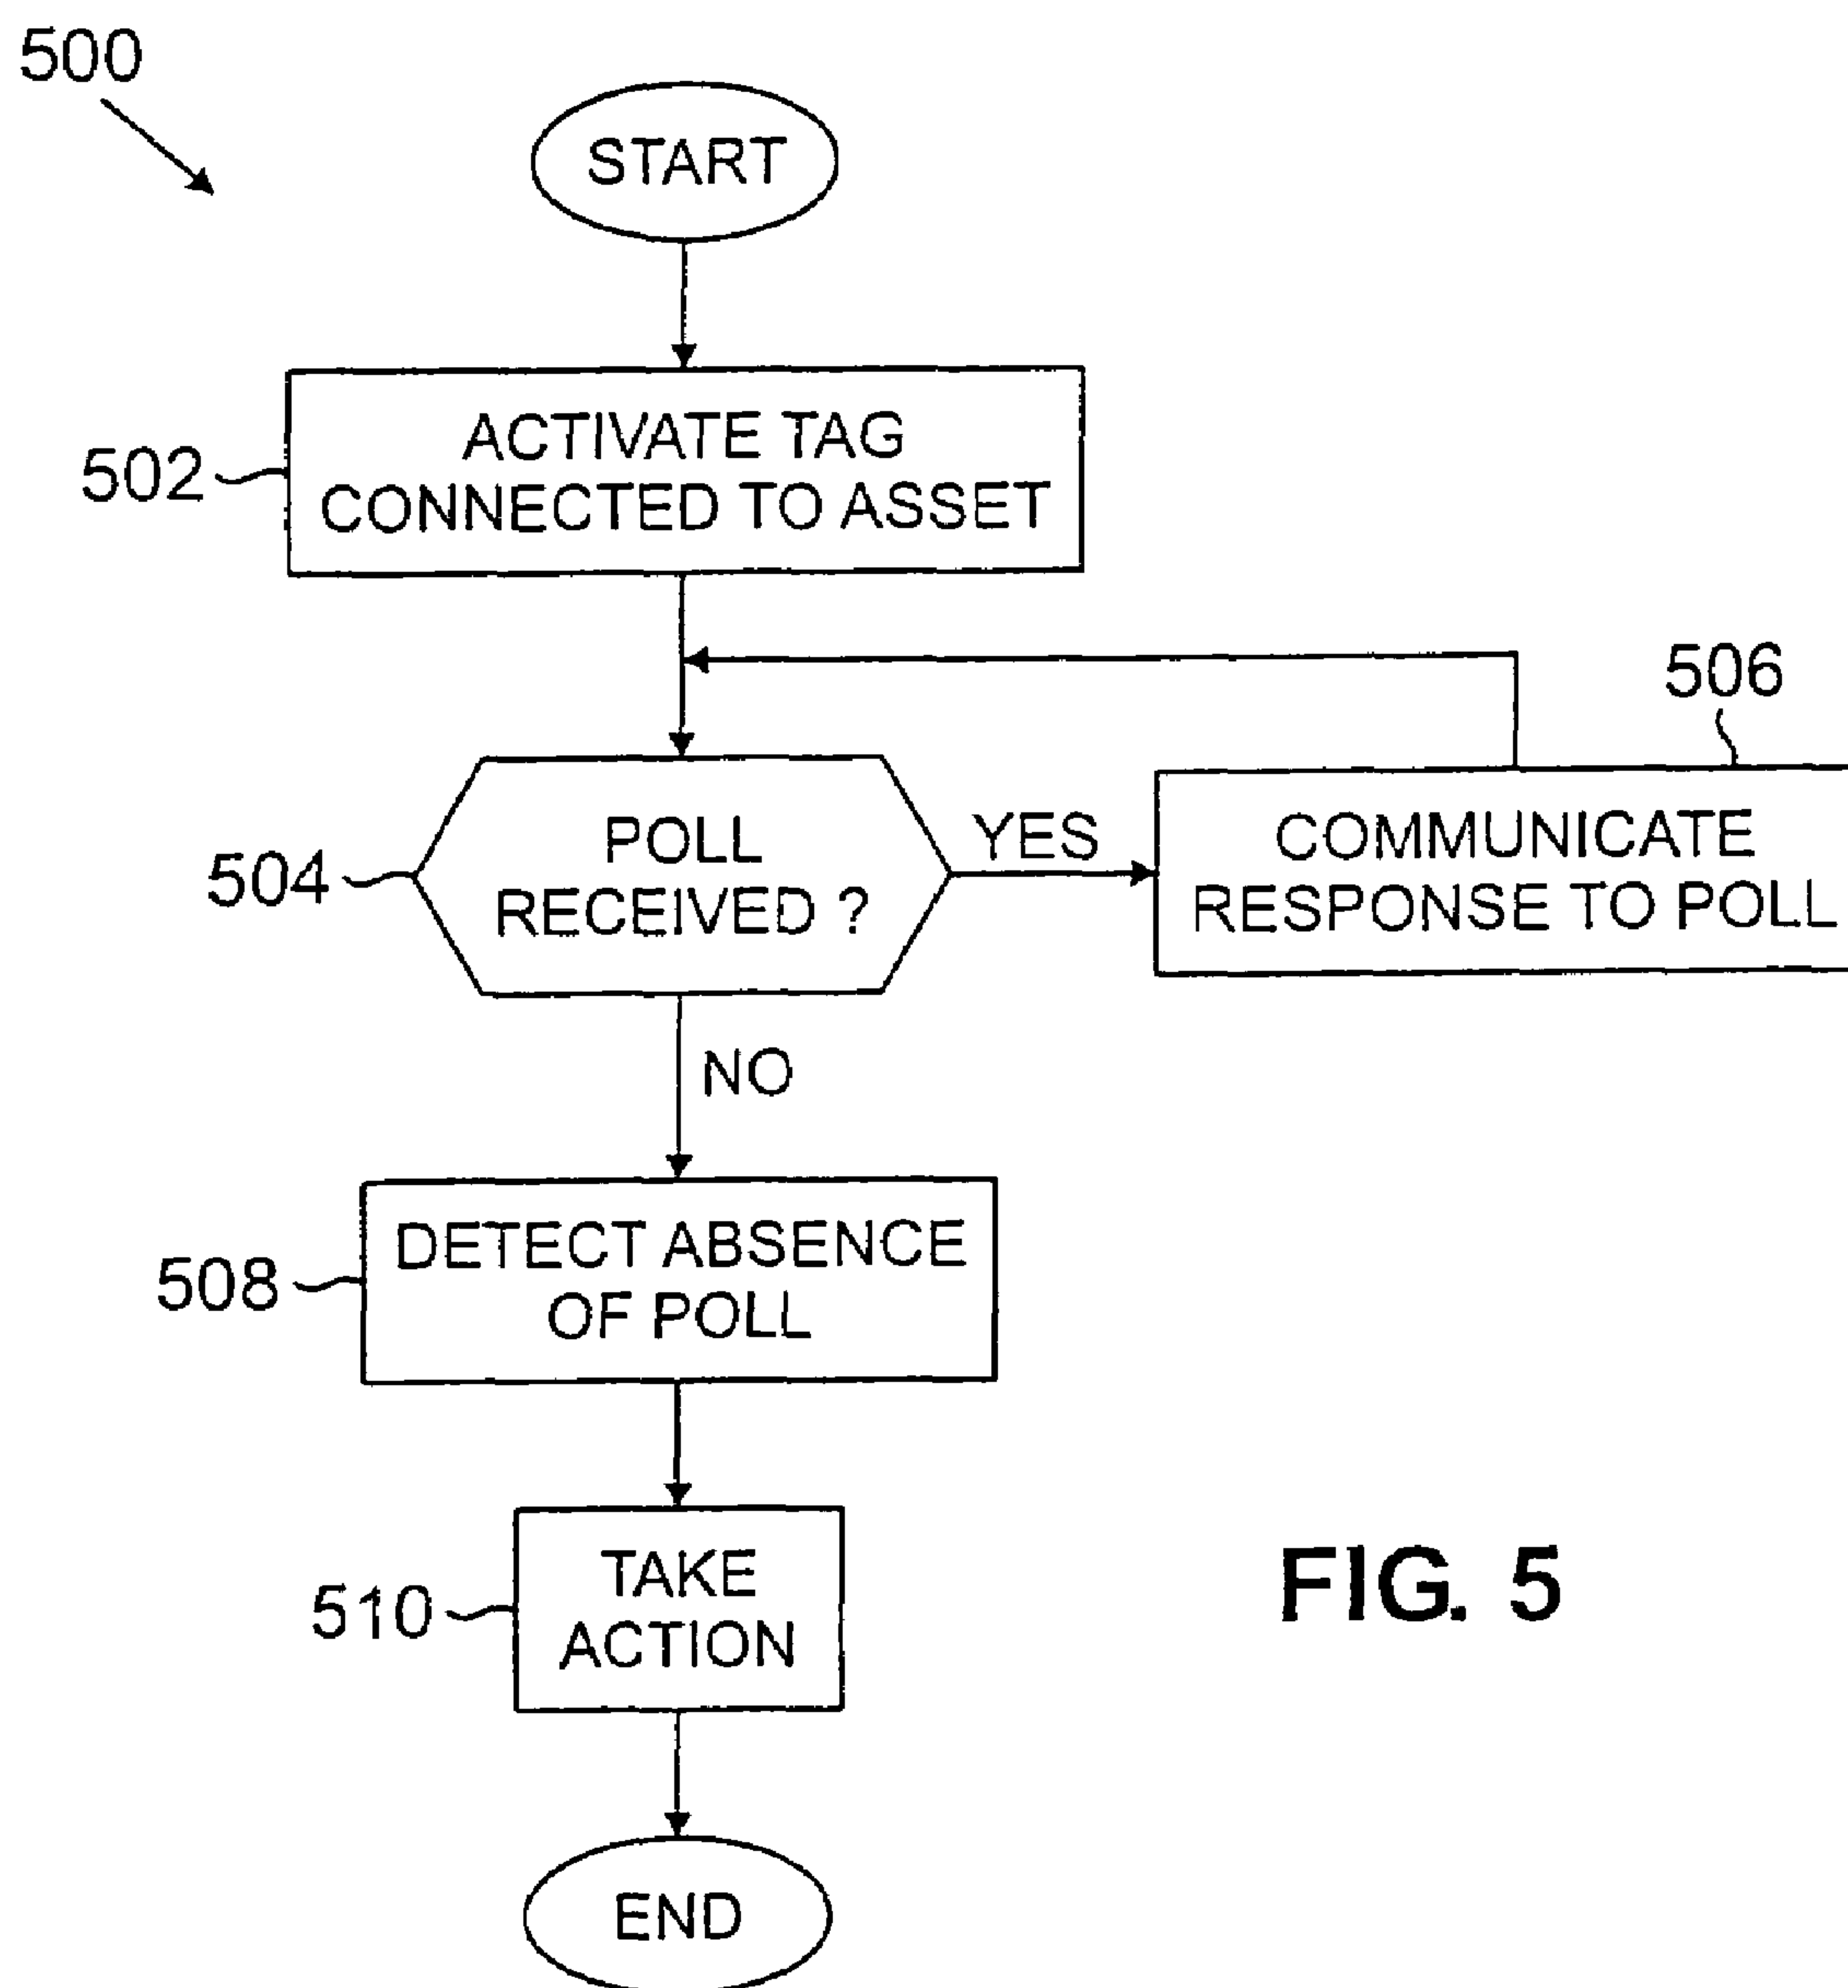 500
START
502
ACTIVATE TAG
CONNECTED TO ASSET
506
504
POLL
RECEIVED ?
YES
COMMUNICATE
RESPONSE TO POLL
NO
508
DETECT ABSENCE
OF POLL
510
TAKE
ACTION
FIG. 5
END